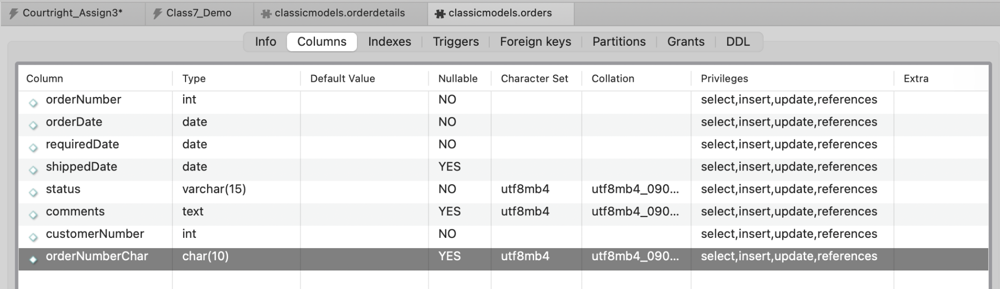 Courtright_Assign3* Class7_Demo classicmodels.orderdetails classicmodels.orders
Info Columns Indexes Triggers Foreign keys Partitions Grants DDL
Column Type Default Value Nullable Character Set Collation Privileges Extra
orderNumber int NO select,insert,update,references
orderDate date NO select,insert,update,references
requiredDate date NO select,insert,update,references
shippedDate date YES select,insert,update,references
status varchar(15) NO utf8mb4 utf8mb4_090... select,insert,update,references
comments text YES utf8mb4 utf8mb4_090... select,insert,update,references
customerNumber int NO select,insert,update,references
orderNumberChar char(10) YES utf8mb4 utf8mb4_090... select,insert,update,references